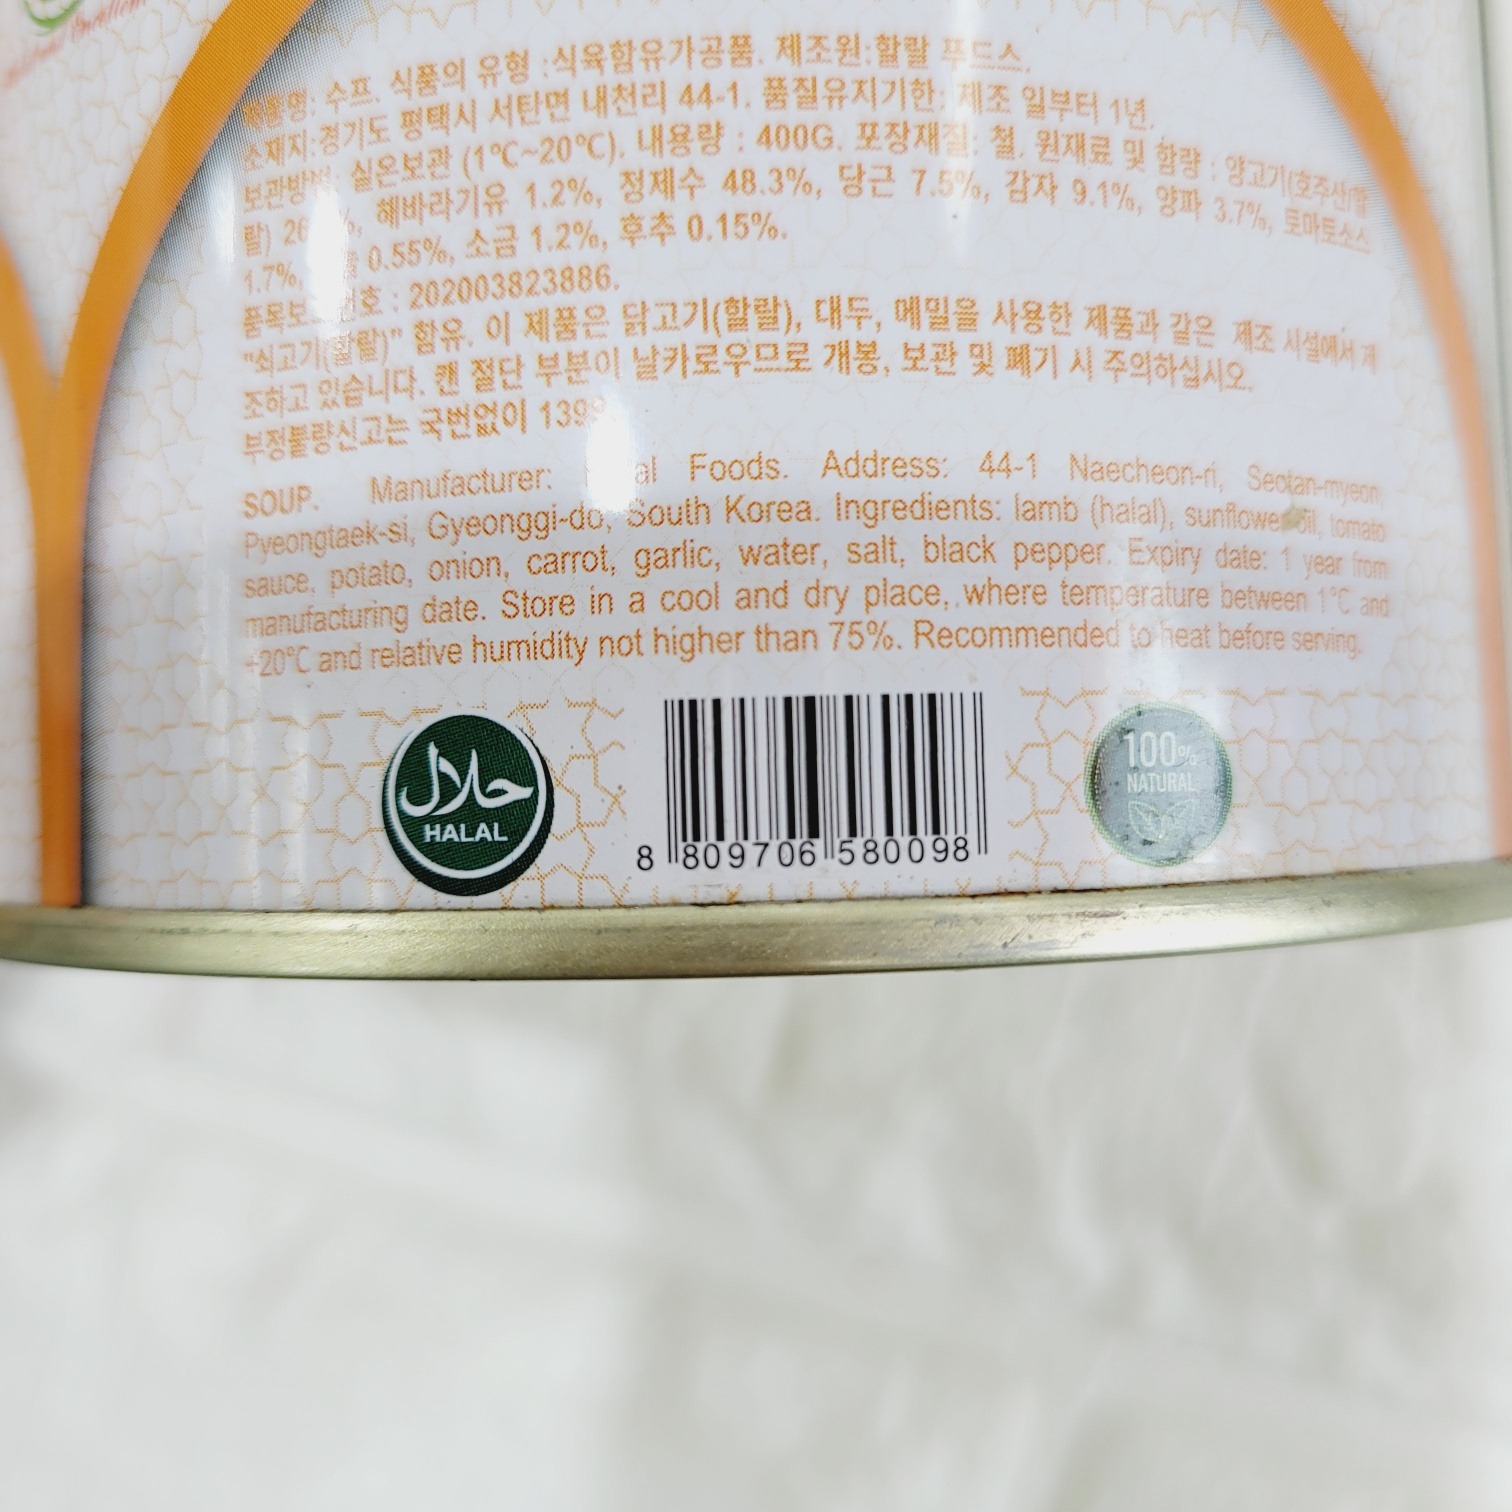 수프. 식품의 유형 :식육함유가공품. 제조원:할랄 푸드스.
소재지:경기도 평택시 서탄면 내천리 44-1. 품질유지기한: 제조 일부터 1년.
보관방법: 실온보관 (1℃~20℃). 내용량 : 400G. 포장재질: 철. 원재료 및 함량 : 양고기(호주산/할
랄) 해바라기유 1.2%, 정제수 48.3%, 당근 7.5%, 감자 9.1%, 양파 3.7%, 토마토소스
1.7%, 0.55%, 소금 1.2%, 후추 0.15%.
: 202003823886.
"쇠고기(할랄)" 함유. 이 제품은 닭고기(할랄), 대두, 메밀을 사용한 제품과 같은 제조 시설에서 제
조하고 있습니다. 캔 절단 부분이 날카로우므로 개봉, 보관 및 폐기 시 주의하십시오.
부정불량신고는 국번없이 1399
SOUP. Manufacturer: Foods. Address: 44-1 Naecheon-ri, Seotan-myeon,
Pyeongtaek-si, Gyeonggi-do, South Korea. Ingredients: lamb (halal), sunflower oil, tomato
sauce, potato, onion, carrot, garlic, water, salt, black pepper. Expiry date: 1 year from
manufacturing date. Store in a cool and dry place, where temperature between 1°C and
+20°C and relative humidity not higher than 75%. Recommended to heat before serving.
حلال
HALAL
8 809706 580098
100%
NATURAL